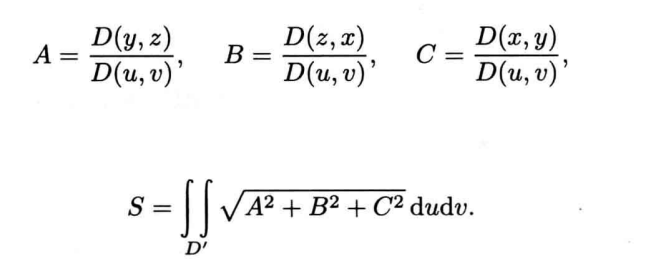 A = D(y, z)/D(u, v), B = D(z, x)/D(u, v), C = D(x, y)/D(u, v),
S = ∬_{D′} √(A² + B² + C²) dudv.